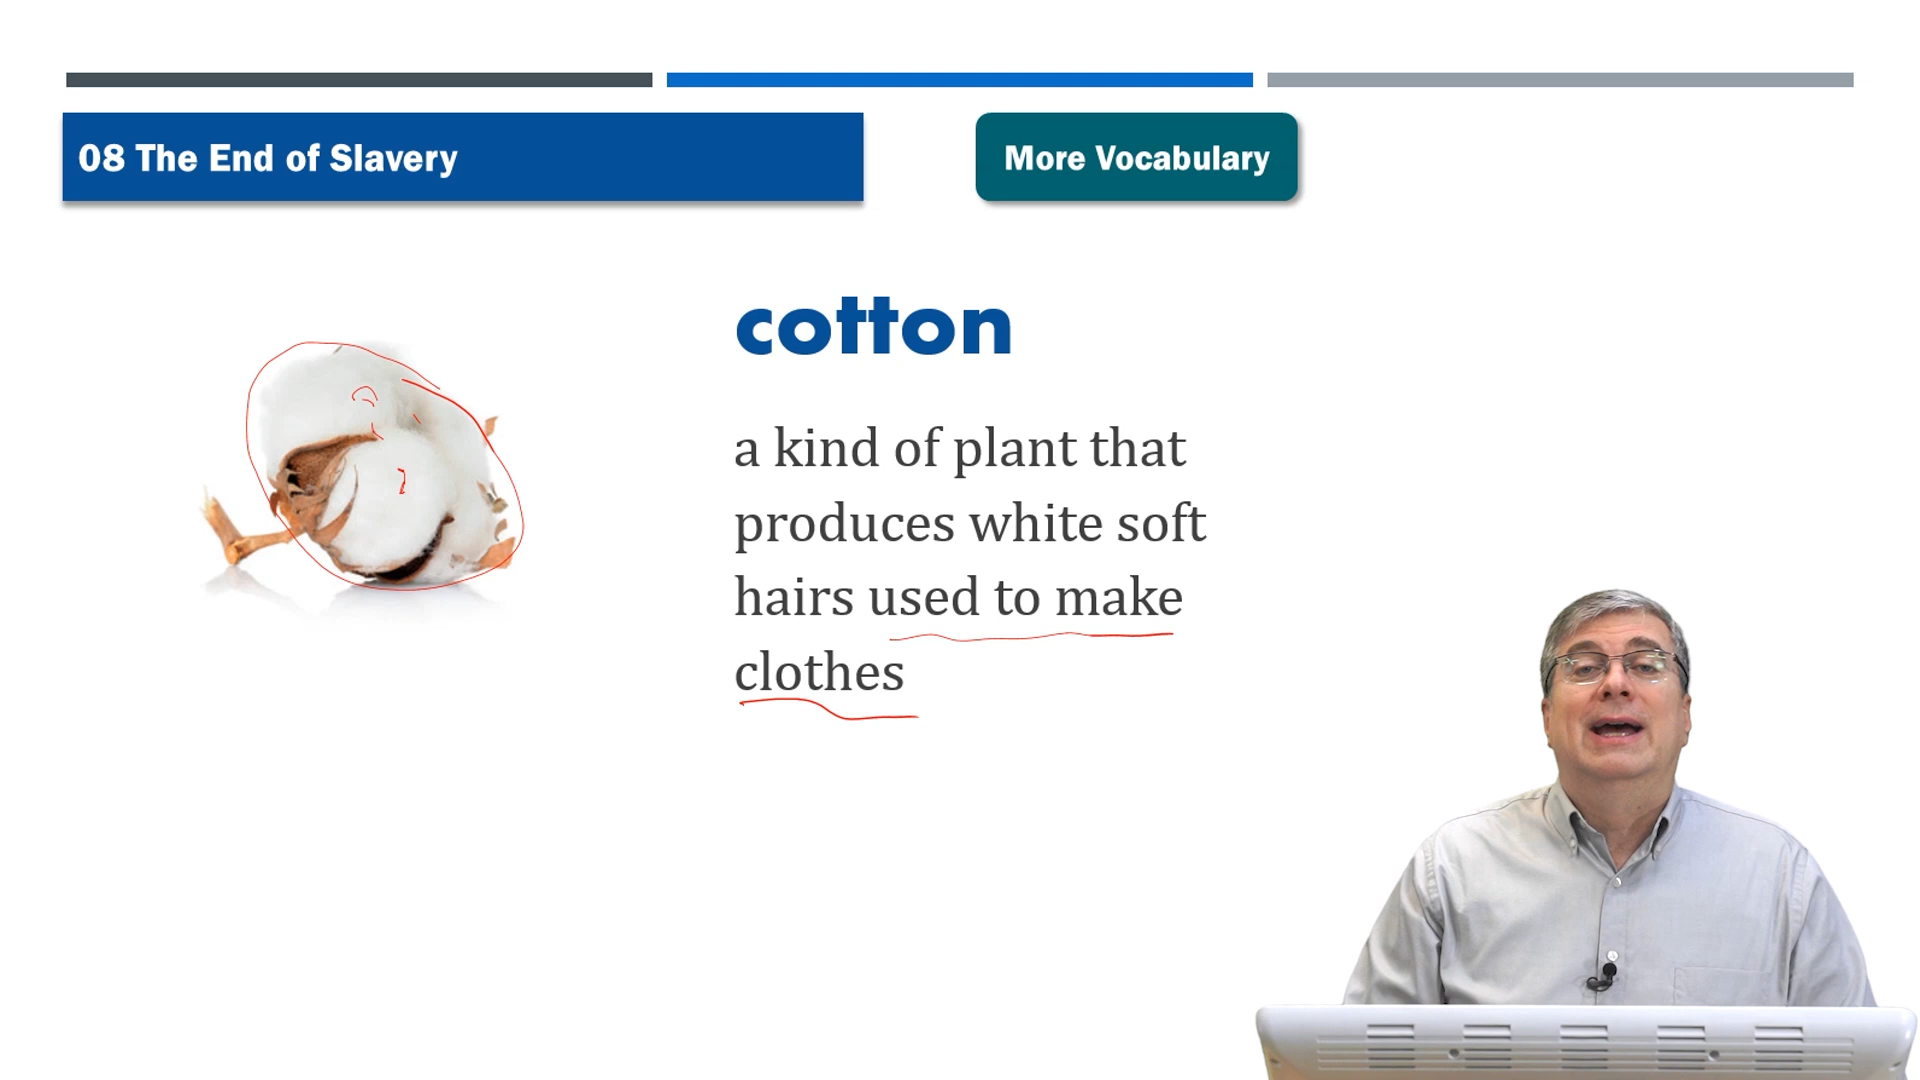 08 The End of Slavery
More Vocabulary
cotton
a kind of plant that
produces white soft
hairs used to make
clothes